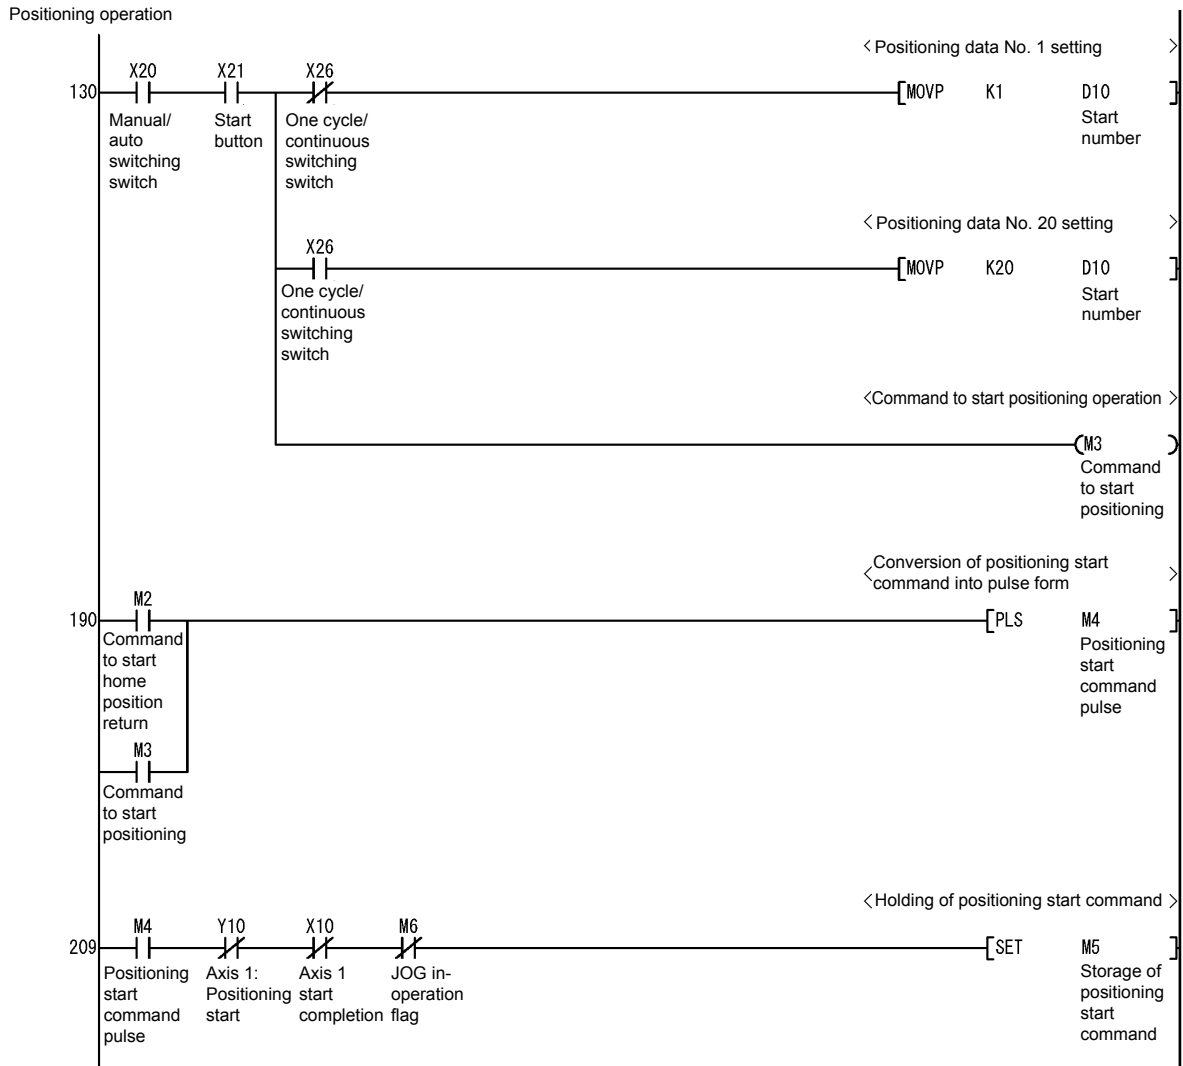 Positioning operation
< Positioning data No. 1 setting >
X20 X21 X26
130 [MOVP K1 D10 ]
Manual/ Start One cycle/ Start
auto button continuous number
switching switching
switch switch
< Positioning data No. 20 setting >
X26
[MOVP K20 D10 ]
One cycle/ Start
continuous number
switching
switch
<Command to start positioning operation >
(M3 )
Command
to start
positioning
Conversion of positioning start
< command into pulse form >
M2
190 [PLS M4 ]
Command Positioning
to start start
home command
position pulse
return
M3
Command
to start
positioning
<Holding of positioning start command >
M4 Y10 X10 M6
209 [SET M5 ]
Positioning Axis 1: Axis 1 JOG in- Storage of
start Positioning start operation positioning
command start completion flag start
pulse command